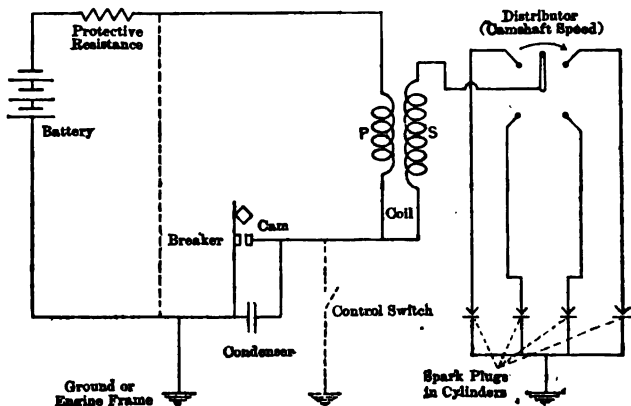 Protective
Resistance
Distributor
(Camshaft Speed)
Battery
P
S
Coil
Cam
Breaker
Control Switch
Condenser
Ground or
Engine Frame
Spark Plugs
in Cylinders